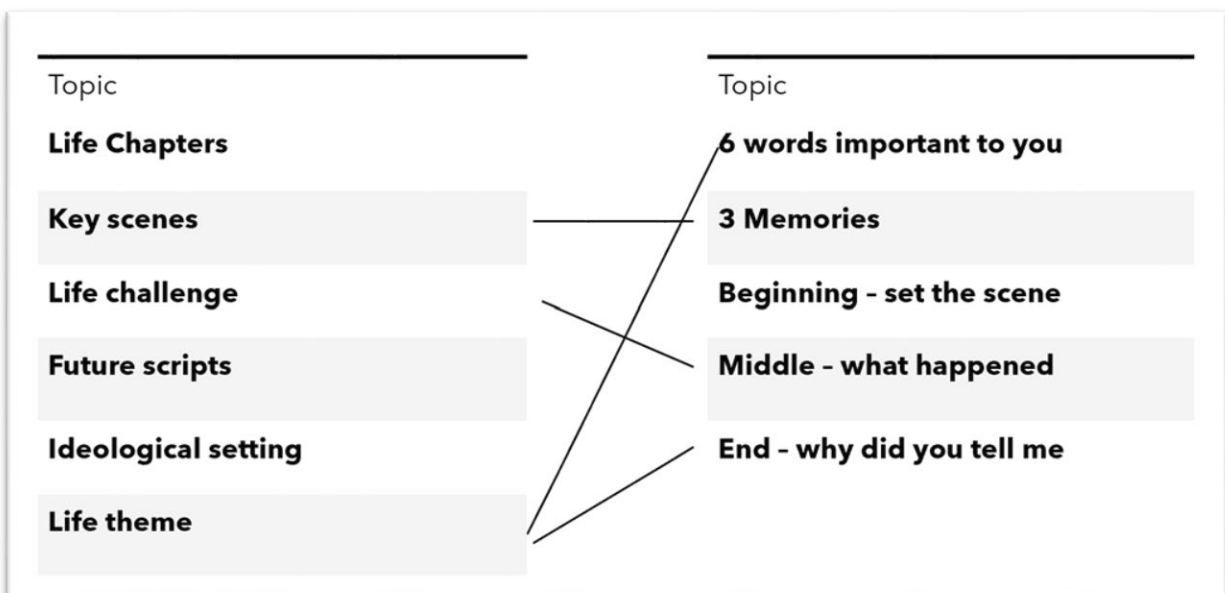 Topic
Life Chapters
Key scenes
Life challenge
Future scripts
Ideological setting
Life theme
Topic
6 words important to you
3 Memories
Beginning – set the scene
Middle – what happened
End – why did you tell me